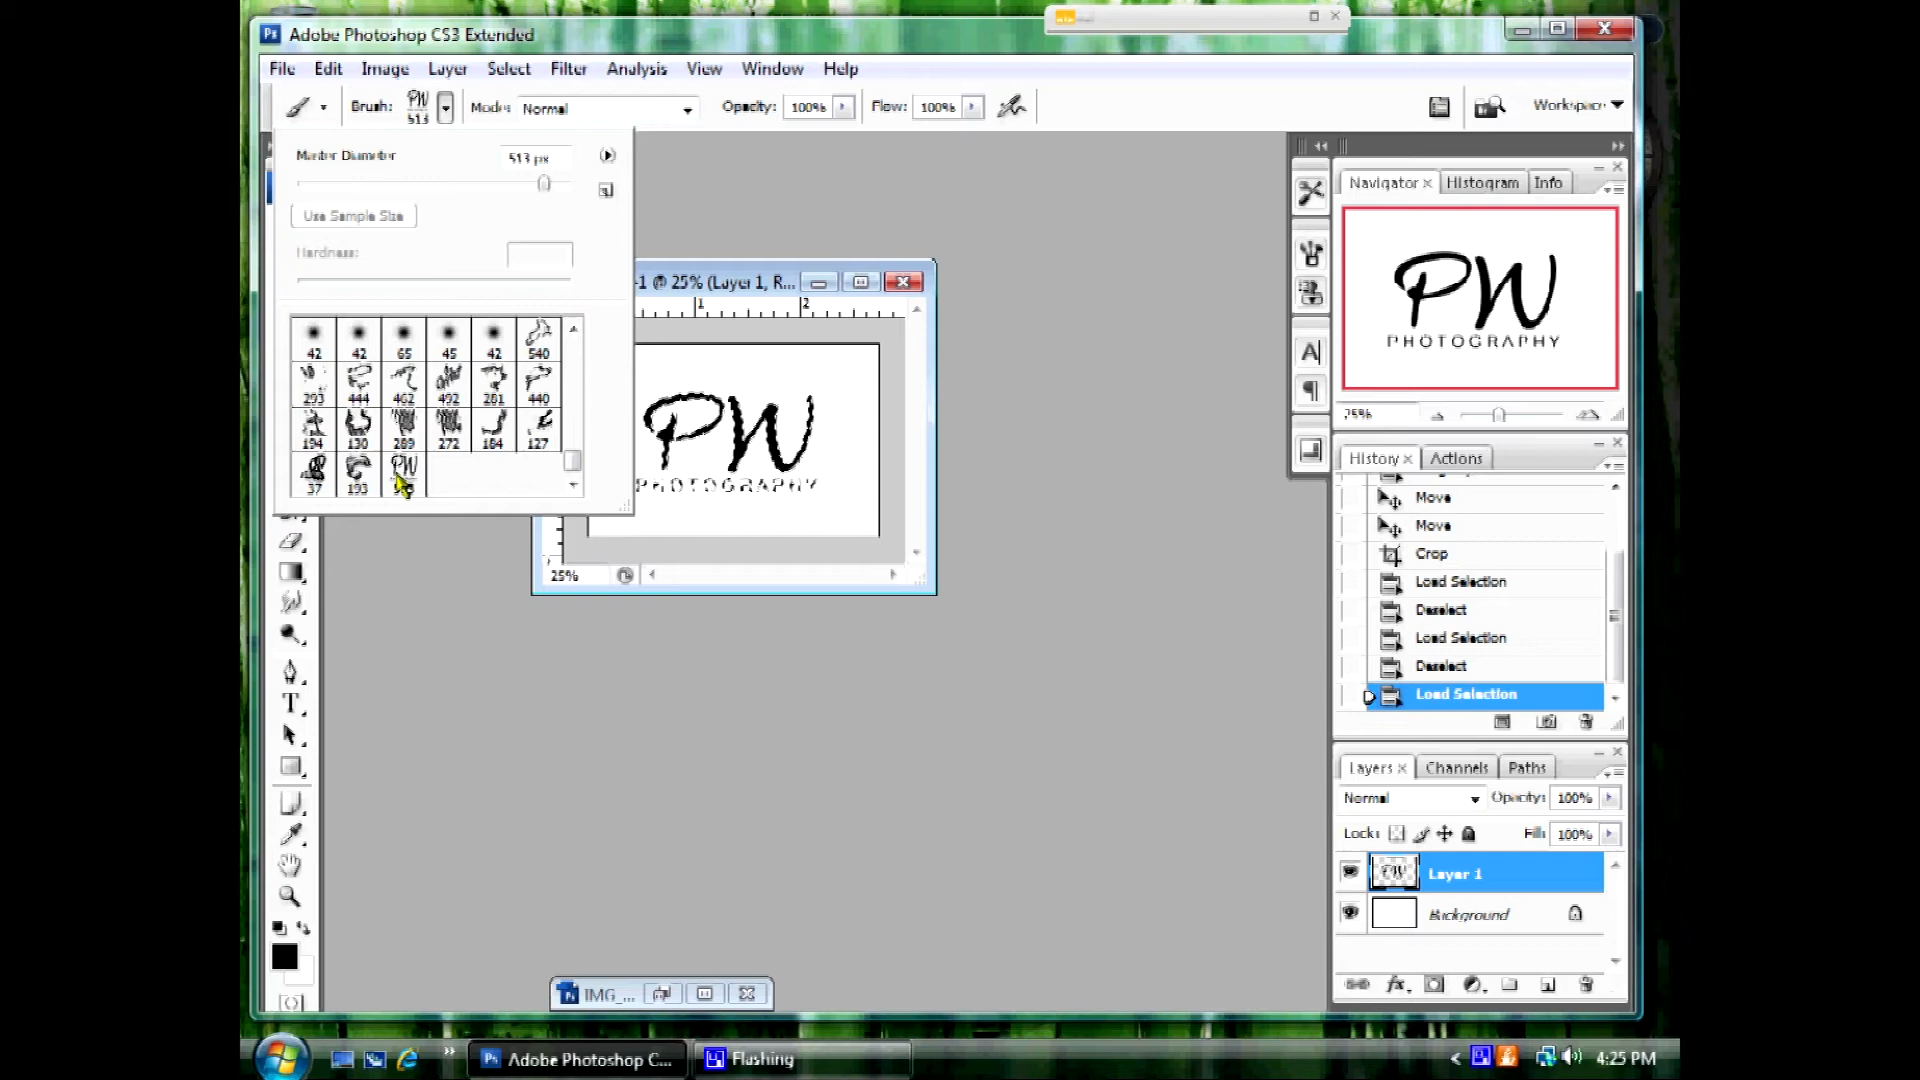 Adobe Photoshop CS3 Extended
File Edit Image Layer Select Filter Analysis View Window Help
Brush: 513 Mode: Normal Opacity: 100% Flow: 100% Workspace
Master Diameter 513 px
Use Sample Size
Hardness:
42 42 65 45 42 540
293 444 462 492 281 440
194 130 289 272 184 127
37 193
-1 @ 25% (Layer 1, R...
1 2
PW
PHOTOGRAPHY
25%
Navigator Histogram Info
PW
PHOTOGRAPHY
25%
History Actions
Move
Move
Crop
Load Selection
Deselect
Load Selection
Deselect
Load Selection
Layers Channels Paths
Normal Opacity: 100%
Lock: Fill: 100%
Layer 1
Background
IMG_...
Adobe Photoshop C... Flashing 4:25 PM